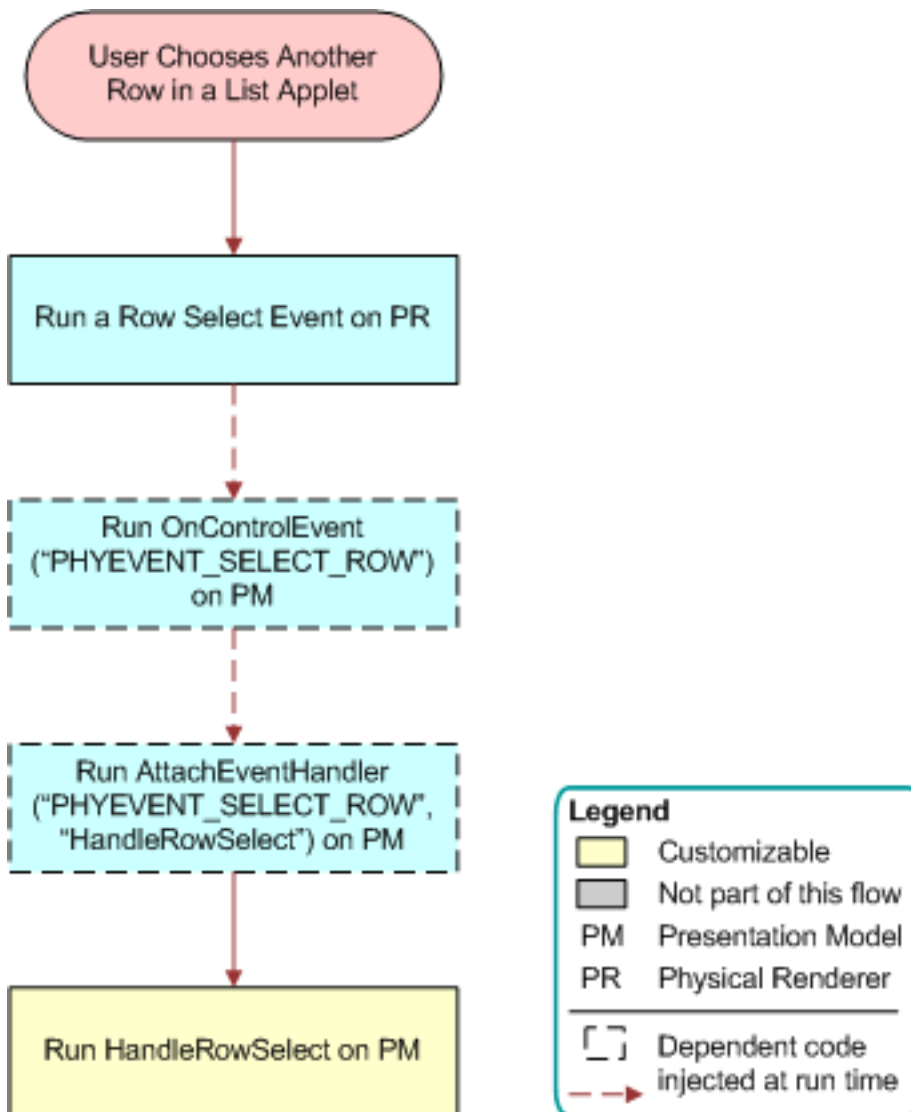 User Chooses Another
Row in a List Applet
Run a Row Select Event on PR
Run OnControlEvent
(“PHYEVENT_SELECT_ROW”)
on PM
Run AttachEventHandler
(“PHYEVENT_SELECT_ROW”,
“HandleRowSelect”) on PM
Run HandleRowSelect on PM
Legend
Customizable
Not part of this flow
PM Presentation Model
PR Physical Renderer
Dependent code
injected at run time